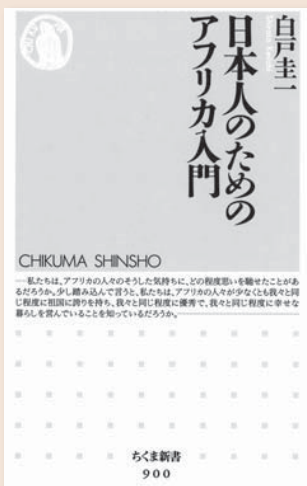 白戸圭一
日本人のための
アフリカ入門
CHIKUMA SHINSHO
──私たちは、アフリカの人々のそうした気持ちに、どの程度思いを馳せたことがあ
るだろうか。少し踏み込んで言うと、私たちは、アフリカの人々が少なくとも我々と同
じ程度に祖国に誇りを持ち、我々と同じ程度に優秀で、我々と同じ程度に幸せな
暮らしを営んでいることを知っているだろうか。──
ちくま新書
900